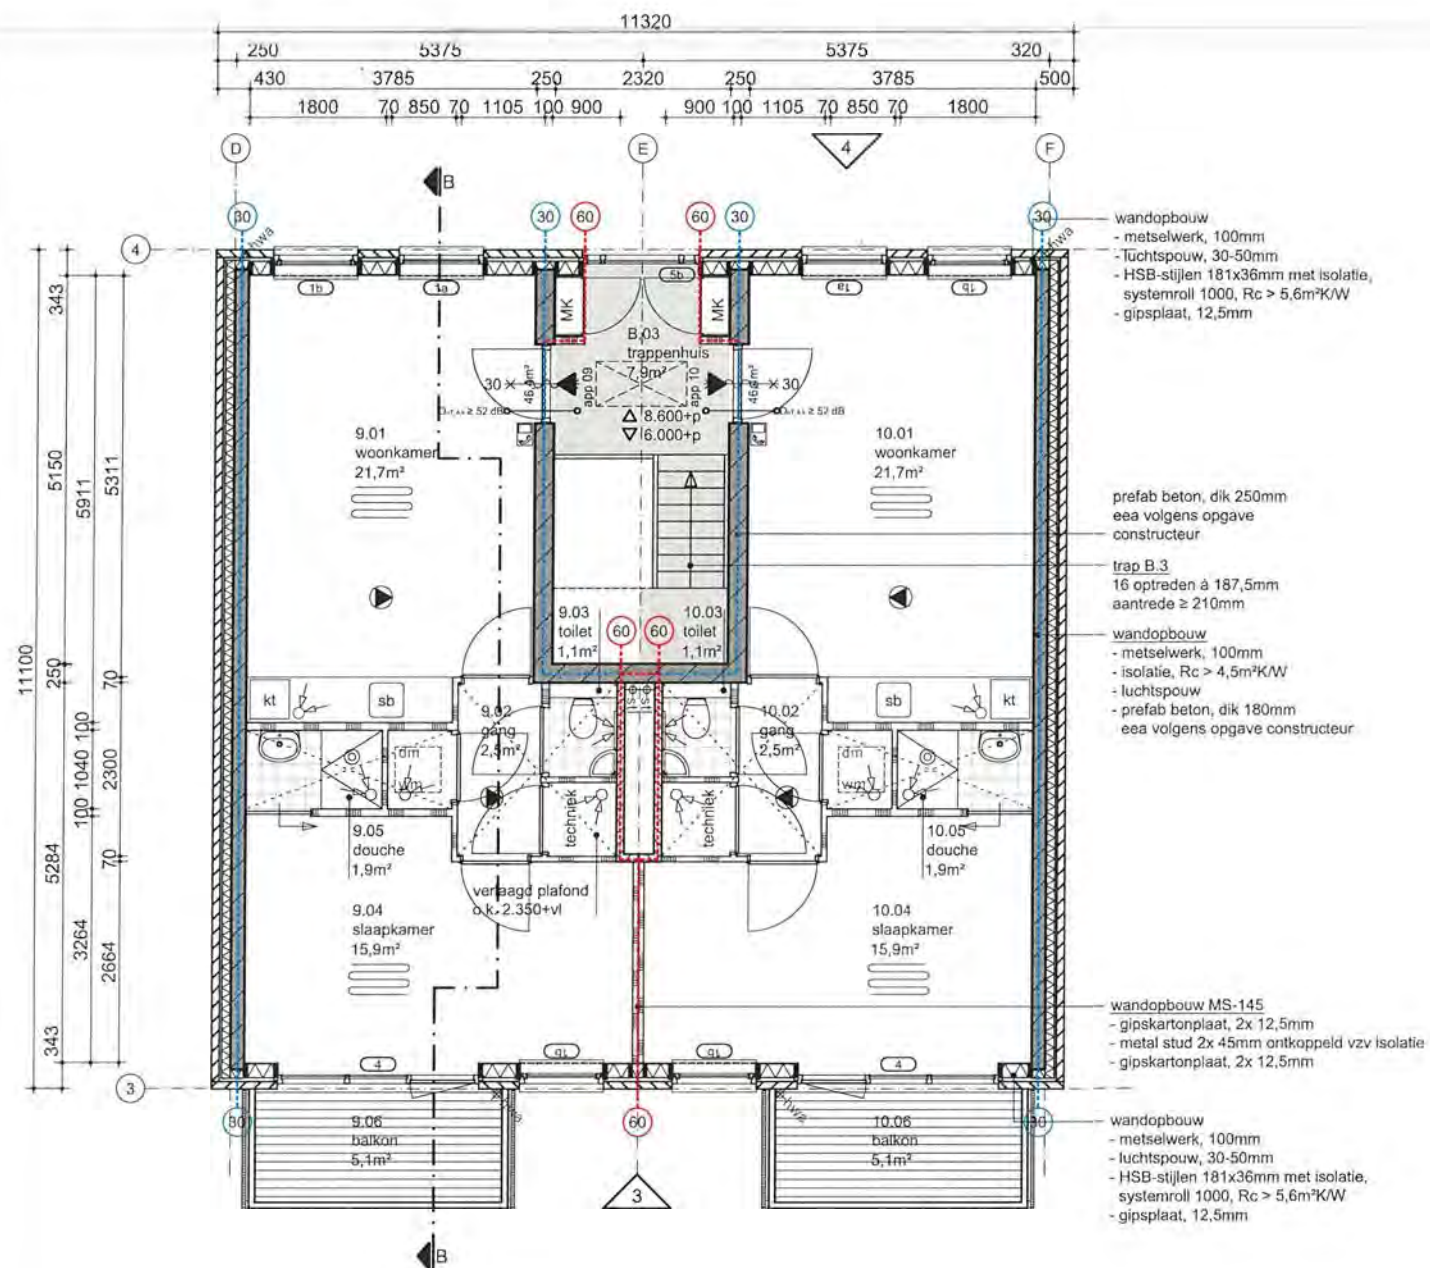 11320
250 5375 5375 320
430 3785 250 2320 250 3785 500
1800 70 850 70 1105 100 900 900 100 1105 70 850 70 1800
D E 4 F
B
30 30 60 60 30 30
4
hwa hwa
1b 1a 5b 1a 1b
MK MK
B.03
trappenhuis
7,9m²
30 30
app 09 app 10
≥ 52 dB ≥ 52 dB
8.600+p
6.000+p
9.01
woonkamer
21,7m²
10.01
woonkamer
21,7m²
9.03
toilet
1,1m²
60 60
10.03
toilet
1,1m²
kt sb sb kt
9.02
gang
2,5m²
10.02
gang
2,5m²
dm
wm
dm
wm
techniek techniek
9.05
douche
1,9m²
10.05
douche
1,9m²
verlaagd plafond
o.k. 2.350+vl
9.04
slaapkamer
15,9m²
10.04
slaapkamer
15,9m²
4 1b 1b 4
3
hwa hwa
30 60 30
9.06
balkon
5,1m²
10.06
balkon
5,1m²
3
B
11100
343 5150 250 5284 343
5911 100 1040 100 3264
5311 70 2300 70 2664
wandopbouw
- metselwerk, 100mm
- luchtspouw, 30-50mm
- HSB-stijlen 181x36mm met isolatie,
systemroll 1000, Rc > 5,6m²K/W
- gipsplaat, 12,5mm
prefab beton, dik 250mm
eea volgens opgave
constructeur
trap B.3
16 optreden à 187,5mm
aantrede ≥ 210mm
wandopbouw
- metselwerk, 100mm
- isolatie, Rc > 4,5m²K/W
- luchtspouw
- prefab beton, dik 180mm
eea volgens opgave constructeur
wandopbouw MS-145
- gipskartonplaat, 2x 12,5mm
- metal stud 2x 45mm ontkoppeld vzv isolatie
- gipskartonplaat, 2x 12,5mm
wandopbouw
- metselwerk, 100mm
- luchtspouw, 30-50mm
- HSB-stijlen 181x36mm met isolatie,
systemroll 1000, Rc > 5,6m²K/W
- gipsplaat, 12,5mm